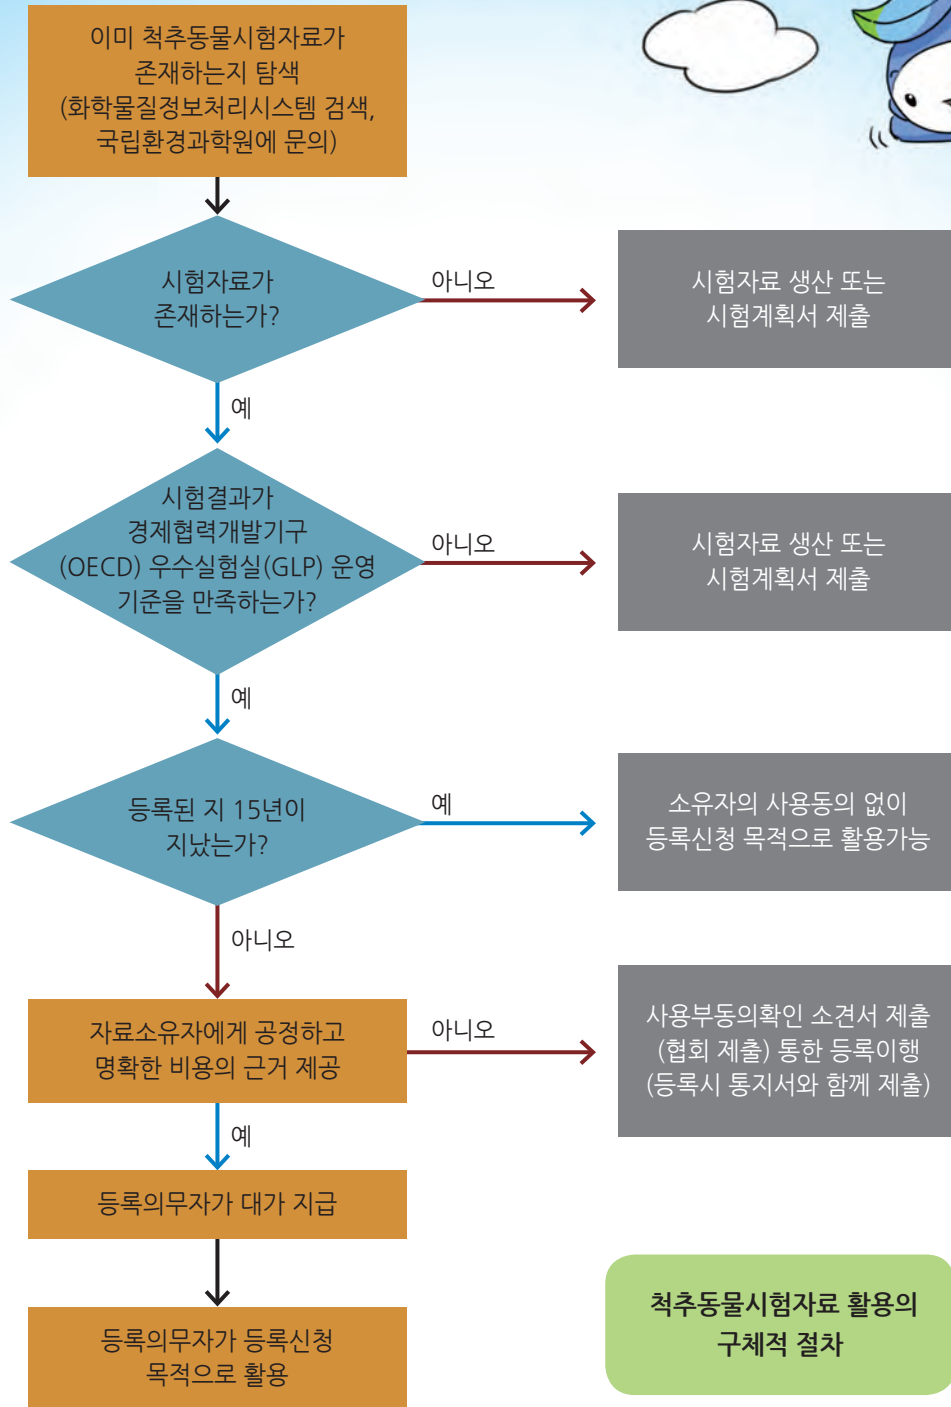 이미 척추동물시험자료가
존재하는지 탐색
(화학물질정보처리시스템 검색,
국립환경과학원에 문의)
시험자료가
존재하는가?
아니오
시험자료 생산 또는
시험계획서 제출
예
시험결과가
경제협력개발기구
(OECD) 우수실험실(GLP) 운영
기준을 만족하는가?
아니오
시험자료 생산 또는
시험계획서 제출
예
등록된 지 15년이
지났는가?
예
소유자의 사용동의 없이
등록신청 목적으로 활용가능
아니오
자료소유자에게 공정하고
명확한 비용의 근거 제공
아니오
사용부동의확인 소견서 제출
(협회 제출) 통한 등록이행
(등록시 통지서와 함께 제출)
예
등록의무자가 대가 지급
등록의무자가 등록신청
목적으로 활용
척추동물시험자료 활용의
구체적 절차